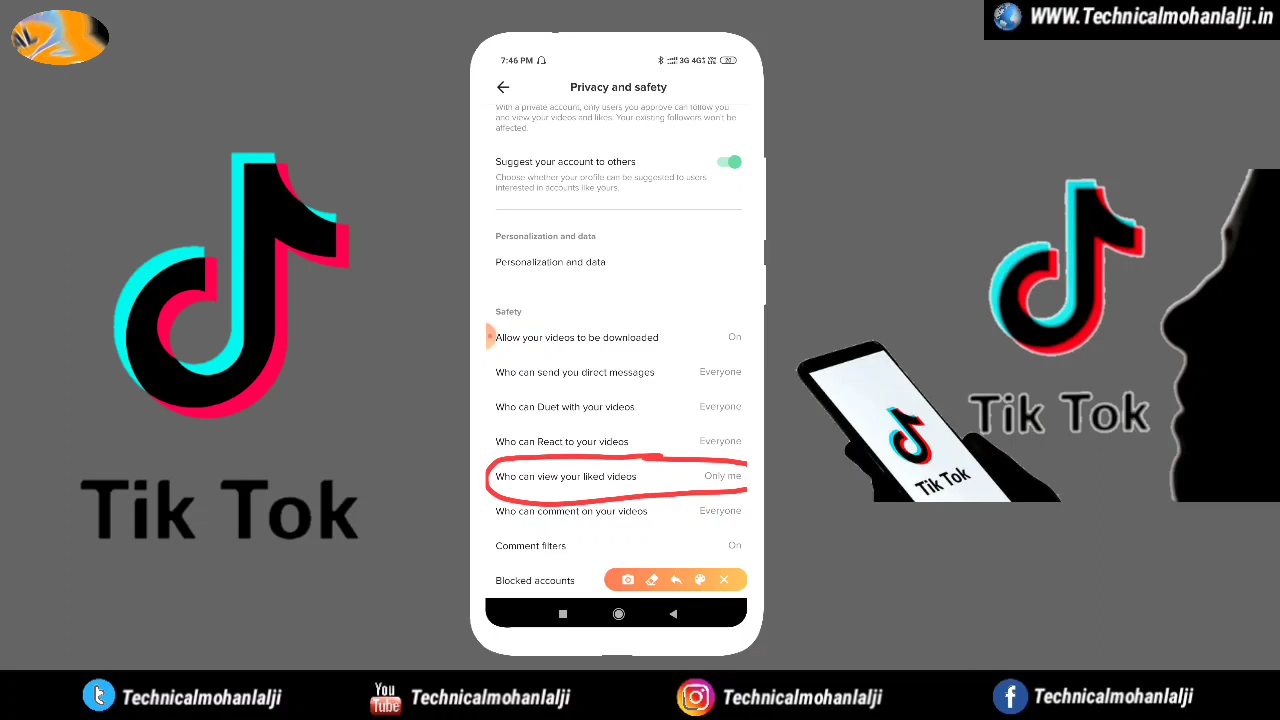 WWW.Technicalmohanlalji.in
7:46 PM
3G 4G
Privacy and safety
With a private account, only users you approve can follow you
and view your videos and likes. Your existing followers won't be
affected.
Suggest your account to others
Choose whether your profile can be suggested to users
interested in accounts like yours.
Personalization and data
Personalization and data
Safety
Allow your videos to be downloaded On
Who can send you direct messages Everyone
Who can Duet with your videos Everyone
Who can React to your videos Everyone
Who can view your liked videos Only me
Who can comment on your videos Everyone
Comment filters On
Blocked accounts
Tik Tok
Tik Tok
Tik Tok
Technicalmohanlalji
You
Tube
Technicalmohanlalji
Technicalmohanlalji
Technicalmohanlalji